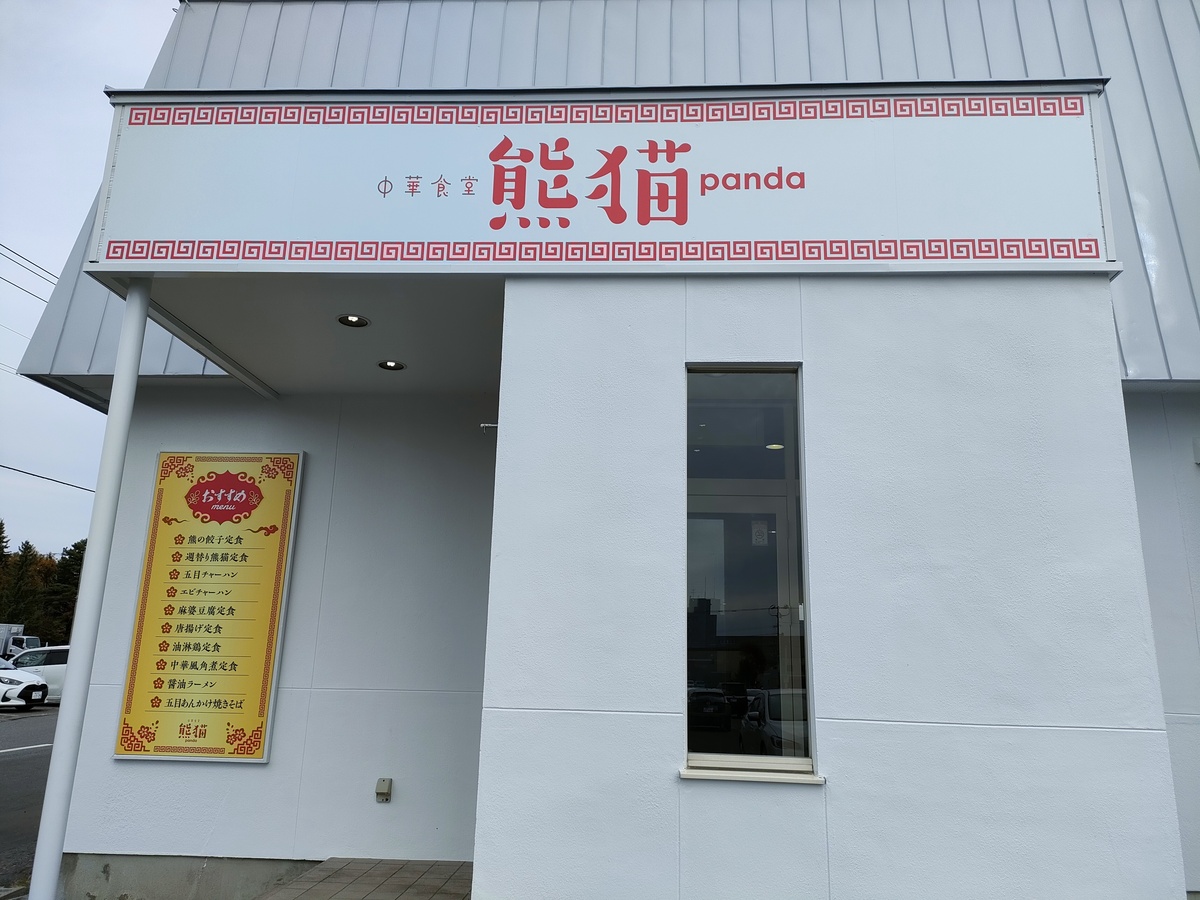 中華食堂 熊猫 panda
おすすめ
menu
熊の餃子定食
週替り熊猫定食
五目チャーハン
エビチャーハン
麻婆豆腐定食
唐揚げ定食
油淋鶏定食
中華風角煮定食
醤油ラーメン
五目あんかけ焼きそば
熊猫
panda